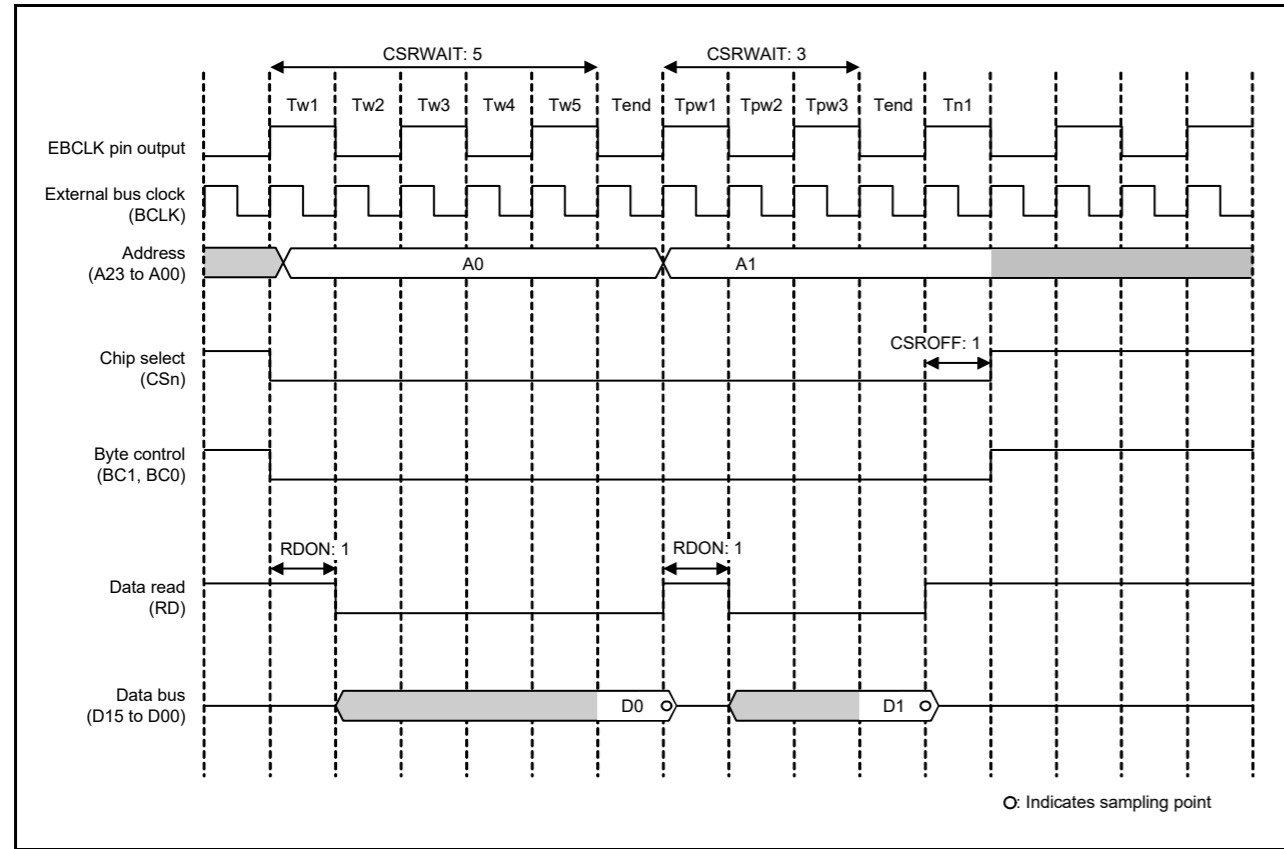 CSRWAIT: 5 CSRWAIT: 3
Tw1 Tw2 Tw3 Tw4 Tw5 Tend Tpw1 Tpw2 Tpw3 Tend Tn1
EBCLK pin output
External bus clock
(BCLK)
Address
(A23 to A00)
A0 A1
CSROFF: 1
Chip select
(CSn)
Byte control
(BC1, BC0)
RDON: 1 RDON: 1
Data read
(RD)
Data bus
(D15 to D00)
D0 D1
O: Indicates sampling point